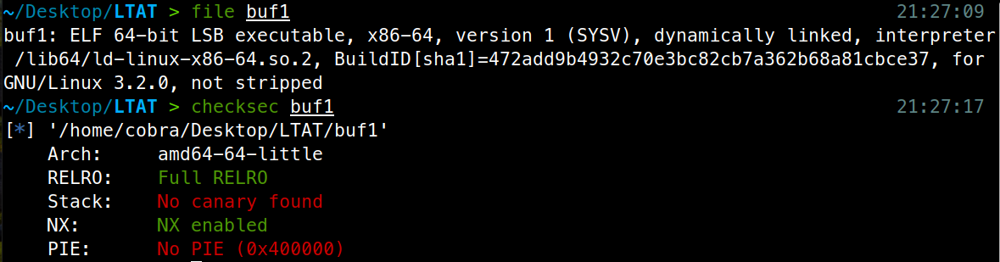 ~/Desktop/LTAT > file buf1 21:27:09
buf1: ELF 64-bit LSB executable, x86-64, version 1 (SYSV), dynamically linked, interpreter
/lib64/ld-linux-x86-64.so.2, BuildID[sha1]=472add9b4932c70e3bc82cb7a362b68a81cbce37, for
GNU/Linux 3.2.0, not stripped
~/Desktop/LTAT > checksec buf1 21:27:17
[*] '/home/cobra/Desktop/LTAT/buf1'
Arch: amd64-64-little
RELRO: Full RELRO
Stack: No canary found
NX: NX enabled
PIE: No PIE (0x400000)